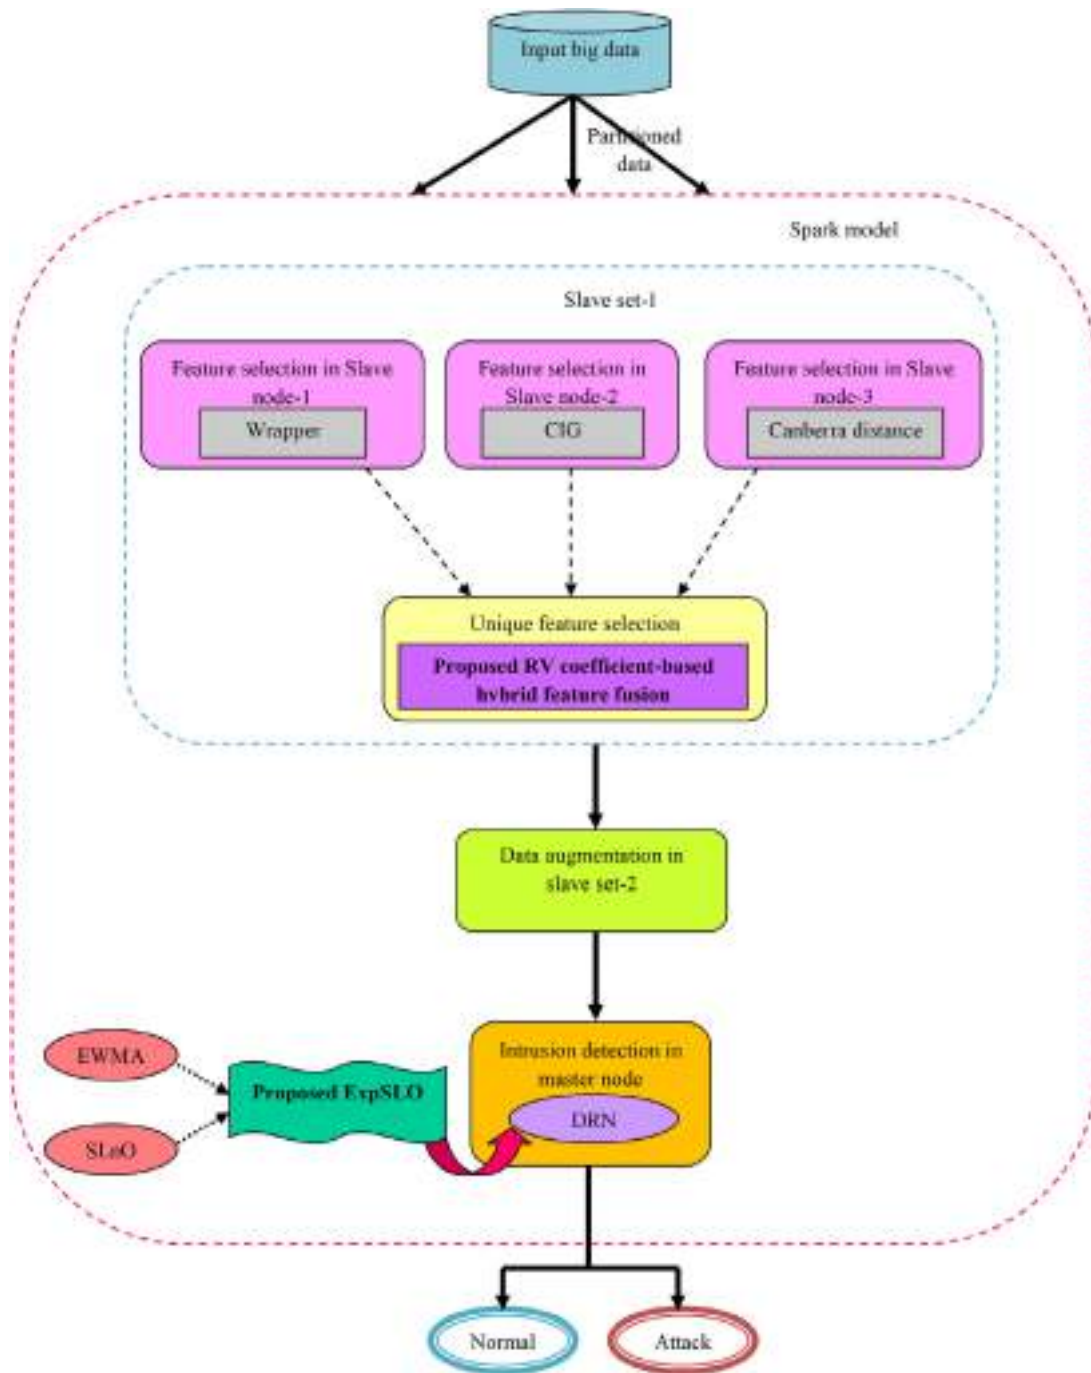 Input big data
Partitioned
data
Spark model
Slave set-1
Feature selection in Slave
node-1
Wrapper
Feature selection in
Slave node-2
CIG
Feature selection in Slave
node-3
Canberra distance
Unique feature selection
Proposed RV coefficient-based
hybrid feature fusion
Data augmentation in
slave set-2
EWMA
SLnO
Proposed ExpSLO
Intrusion detection in
master node
DRN
Normal
Attack